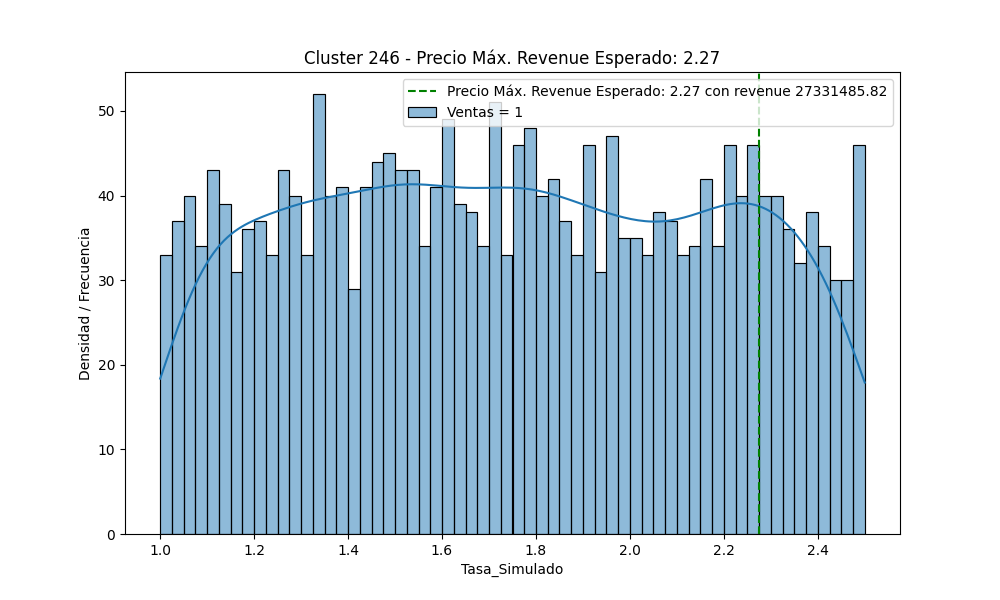 Cluster 246 - Precio Máx. Revenue Esperado: 2.27
Precio Máx. Revenue Esperado: 2.27 con revenue 27331485.82
Ventas = 1
Densidad / Frecuencia
50
40
30
20
10
0
1.0 1.2 1.4 1.6 1.8 2.0 2.2 2.4
Tasa_Simulado